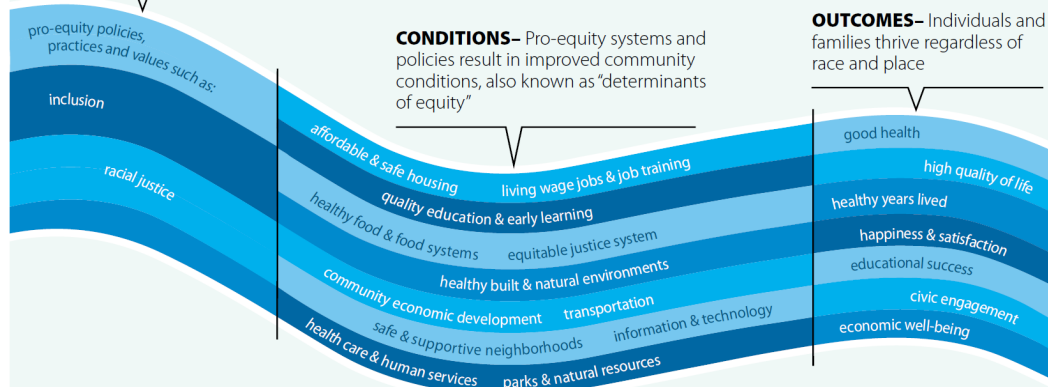 pro-equity policies,
practices and values such as:
inclusion
racial justice
CONDITIONS– Pro-equity systems and
policies result in improved community
conditions, also known as “determinants
of equity”
affordable & safe housing
living wage jobs & job training
quality education & early learning
healthy food & food systems
equitable justice system
healthy built & natural environments
community economic development
transportation
safe & supportive neighborhoods
information & technology
health care & human services
parks & natural resources
OUTCOMES– Individuals and
families thrive regardless of
race and place
good health
high quality of life
healthy years lived
happiness & satisfaction
educational success
civic engagement
economic well-being